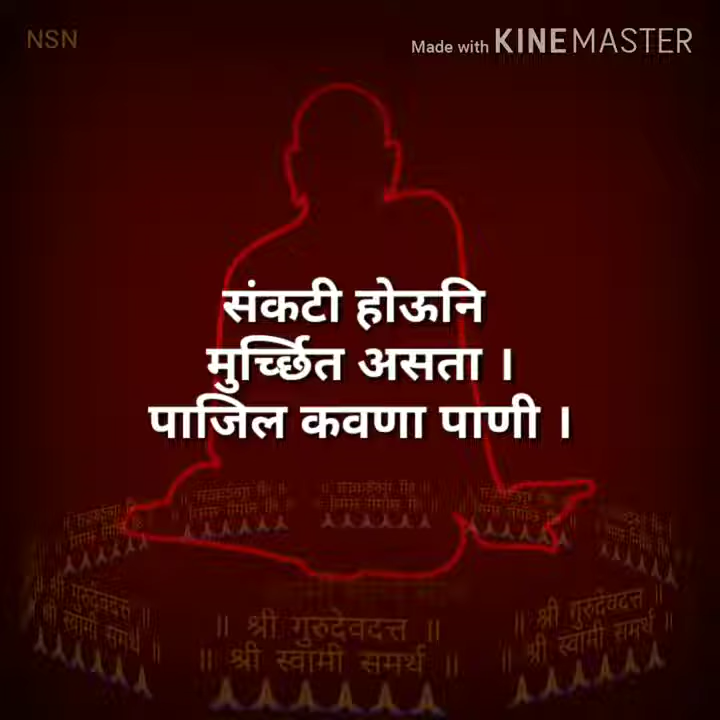 NSN
Made with KINEMASTER
संकटी होऊनि
मुर्च्छित असता ।
पाजिल कवणा पाणी ।
|| श्री गुरुदेवदत्त ||
|| श्री स्वामी समर्थ ||
|| श्री गुरुदेवदत्त ||
|| श्री स्वामी समर्थ ||
|| श्री गुरुदेवदत्त ||
|| श्री स्वामी समर्थ ||